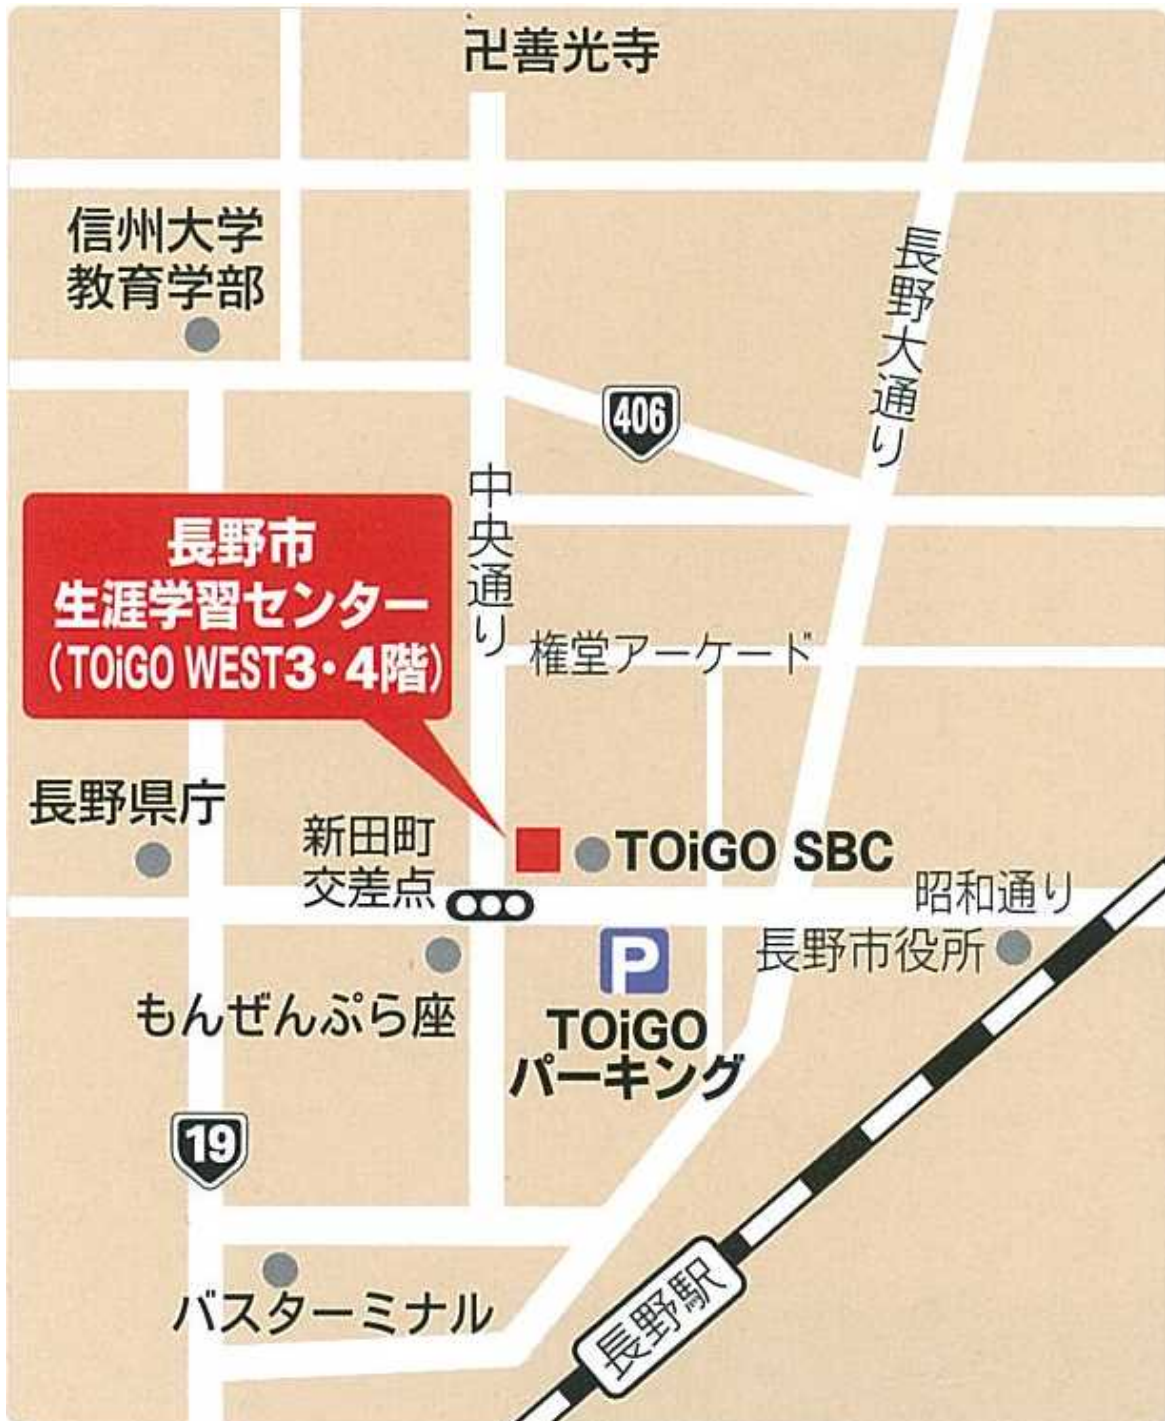 卍善光寺
信州大学
教育学部
長野大通り
406
中央通り
長野市
生涯学習センター
(TOiGO WEST3・4階)
権堂アーケード
長野県庁
新田町
交差点
TOiGO SBC
昭和通り
長野市役所
もんぜんぷら座
P
TOiGO
パーキング
19
バスターミナル
長野駅